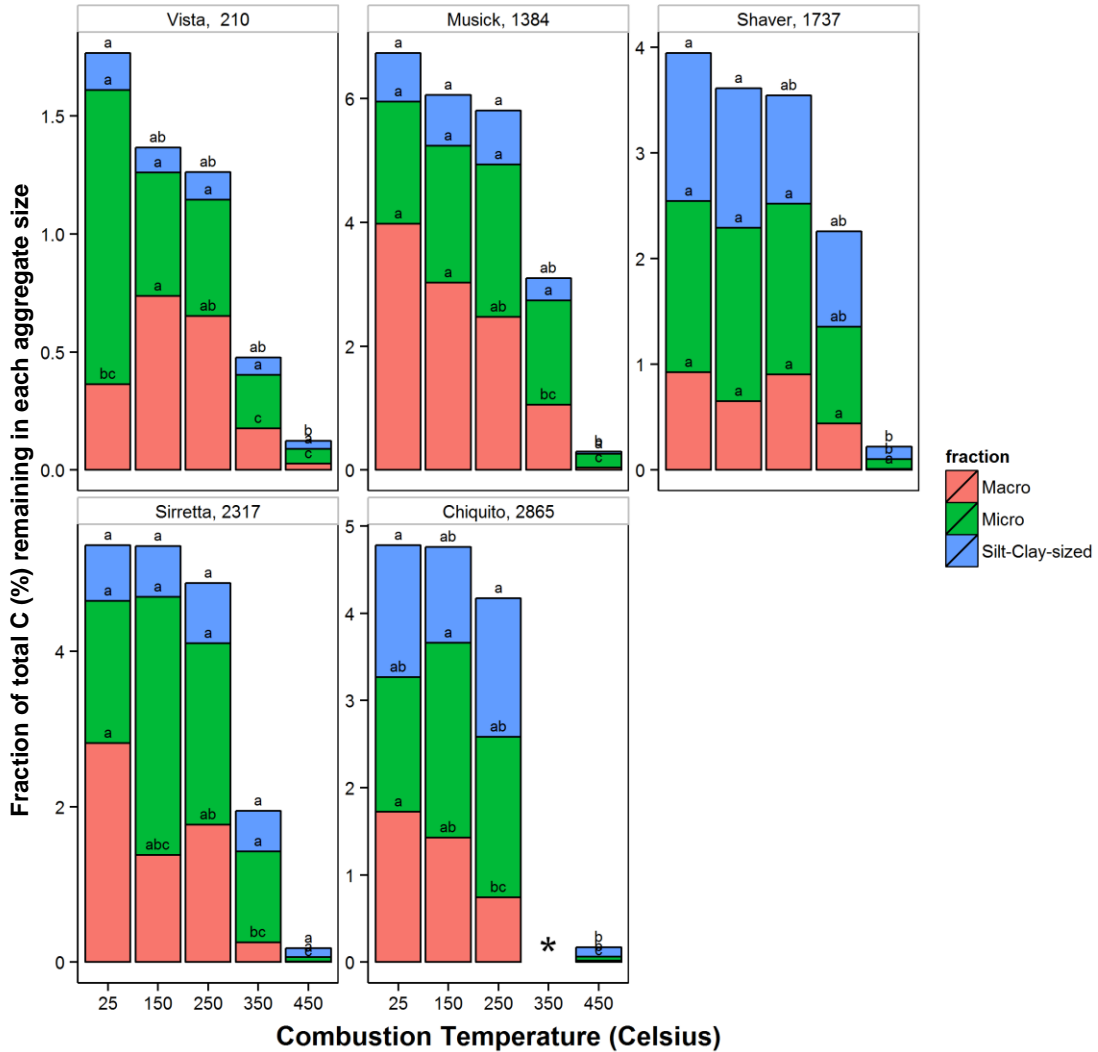 Vista, 210
Musick, 1384
Shaver, 1737
Fraction of total C (%) remaining in each aggregate size
1.5
1.0
0.5
0.0
a
a
bc
ab
a
a
ab
a
ab
ab
a
c
b
a
c
6
4
2
0
a
a
a
a
a
a
a
a
ab
ab
a
bc
b
a
c
4
3
2
1
0
a
a
a
a
a
a
ab
a
a
ab
ab
a
b
b
a
fraction
Macro
Micro
Silt-Clay-sized
Sirretta, 2317
Chiquito, 2865
4
2
0
a
a
a
a
a
abc
a
a
ab
a
a
bc
a
c
5
4
3
2
1
0
a
ab
a
ab
a
ab
a
ab
bc
*
b
b
c
25 150 250 350 450
25 150 250 350 450
Combustion Temperature (Celsius)